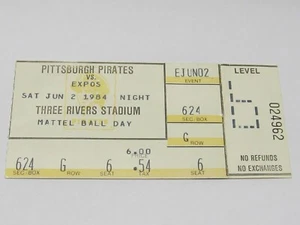 PITTSBURGH PIRATES
VS.
EXPOS
SAT JUN 2 1984 NIGHT
THREE RIVERS STADIUM
MATTEL BALL DAY
EJUN02
EVENT
624
SEC-BOX
G
ROW
6
SEAT
LEVEL
NO REFUNDS
NO EXCHANGES
024962
6.00
PRICE
624 G 6 .54
SEC-BOX ROW SEAT TAX